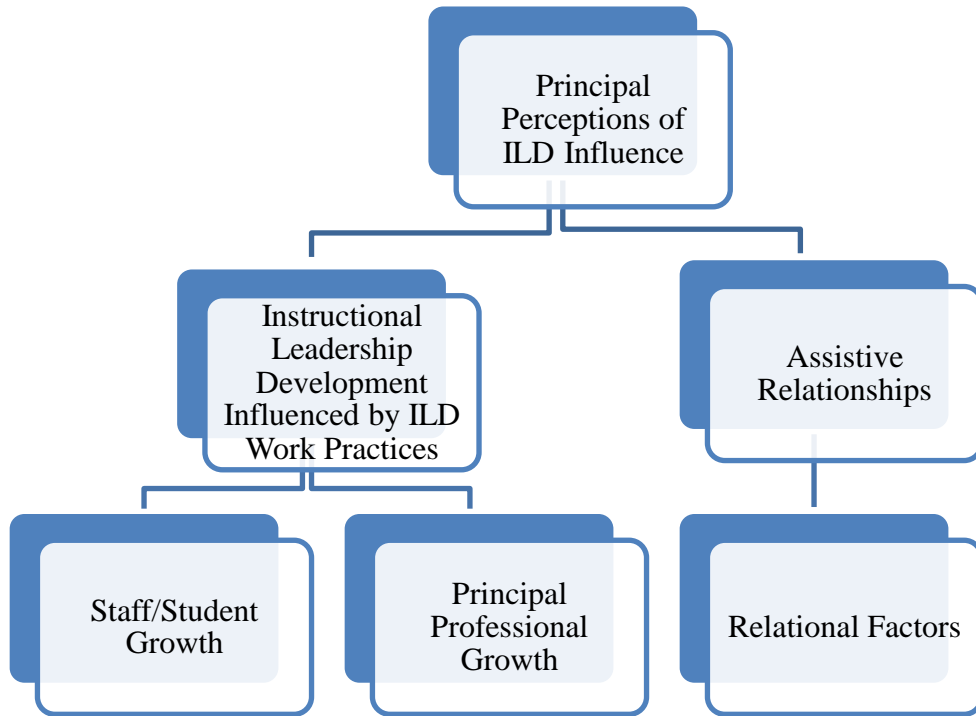 Principal
Perceptions of
ILD Influence
Instructional
Leadership
Development
Influenced by ILD
Work Practices
Assistive
Relationships
Staff/Student
Growth
Principal
Professional
Growth
Relational Factors